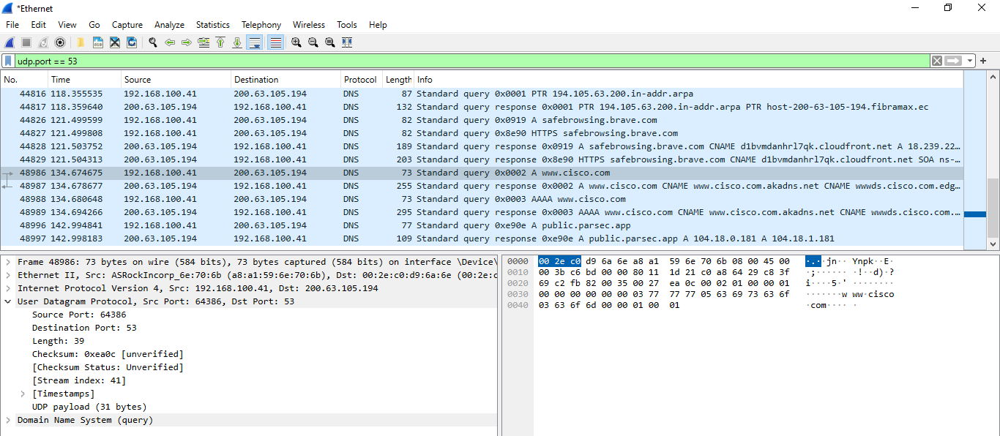 *Ethernet
File Edit View Go Capture Analyze Statistics Telephony Wireless Tools Help
udp.port == 53
No. Time Source Destination Protocol Length Info
44816 118.355535 192.168.100.41 200.63.105.194 DNS 87 Standard query 0x0001 PTR 194.105.63.200.in-addr.arpa
44817 118.359640 200.63.105.194 192.168.100.41 DNS 132 Standard query response 0x0001 PTR 194.105.63.200.in-addr.arpa PTR host-200-63-105-194.fibramax.ec
44826 121.499599 192.168.100.41 200.63.105.194 DNS 82 Standard query 0x0919 A safebrowsing.brave.com
44827 121.499808 192.168.100.41 200.63.105.194 DNS 82 Standard query 0x8e90 HTTPS safebrowsing.brave.com
44828 121.503752 200.63.105.194 192.168.100.41 DNS 189 Standard query response 0x0919 A safebrowsing.brave.com CNAME d1bvmdanhrl7qk.cloudfront.net A 18.239.22…
44829 121.504313 200.63.105.194 192.168.100.41 DNS 203 Standard query response 0x8e90 HTTPS safebrowsing.brave.com CNAME d1bvmdanhrl7qk.cloudfront.net SOA ns-…
48986 134.674675 192.168.100.41 200.63.105.194 DNS 73 Standard query 0x0002 A www.cisco.com
48987 134.678677 200.63.105.194 192.168.100.41 DNS 255 Standard query response 0x0002 A www.cisco.com CNAME www.cisco.com.akadns.net CNAME wwwds.cisco.com.edg…
48988 134.680648 192.168.100.41 200.63.105.194 DNS 73 Standard query 0x0003 AAAA www.cisco.com
48989 134.694266 200.63.105.194 192.168.100.41 DNS 295 Standard query response 0x0003 AAAA www.cisco.com CNAME www.cisco.com.akadns.net CNAME wwwds.cisco.com.…
48996 142.994841 192.168.100.41 200.63.105.194 DNS 77 Standard query 0xe90e A public.parsec.app
48997 142.998183 200.63.105.194 192.168.100.41 DNS 109 Standard query response 0xe90e A public.parsec.app A 104.18.0.181 A 104.18.1.181
Frame 48986: 73 bytes on wire (584 bits), 73 bytes captured (584 bits) on interface \Device\
Ethernet II, Src: ASRockIncorp_6e:70:6b (a8:a1:59:6e:70:6b), Dst: 00:2e:c0:d9:6a:6e (00:2e:c
Internet Protocol Version 4, Src: 192.168.100.41, Dst: 200.63.105.194
User Datagram Protocol, Src Port: 64386, Dst Port: 53
Source Port: 64386
Destination Port: 53
Length: 39
Checksum: 0xea0c [unverified]
[Checksum Status: Unverified]
[Stream index: 41]
[Timestamps]
UDP payload (31 bytes)
Domain Name System (query)
0000 00 2e c0 d9 6a 6e a8 a1 59 6e 70 6b 08 00 45 00 ·.··jn·· Ynpk··E·
0010 00 3b c6 bd 00 00 80 11 1d 21 c0 a8 64 29 c8 3f ·;······ ·!··d)·?
0020 69 c2 fb 82 00 35 00 27 ea 0c 00 02 01 00 00 01 i····5·' ········
0030 00 00 00 00 00 00 03 77 77 77 05 63 69 73 63 6f ·······w ww·cisco
0040 03 63 6f 6d 00 00 01 00 01 ·com···· ·